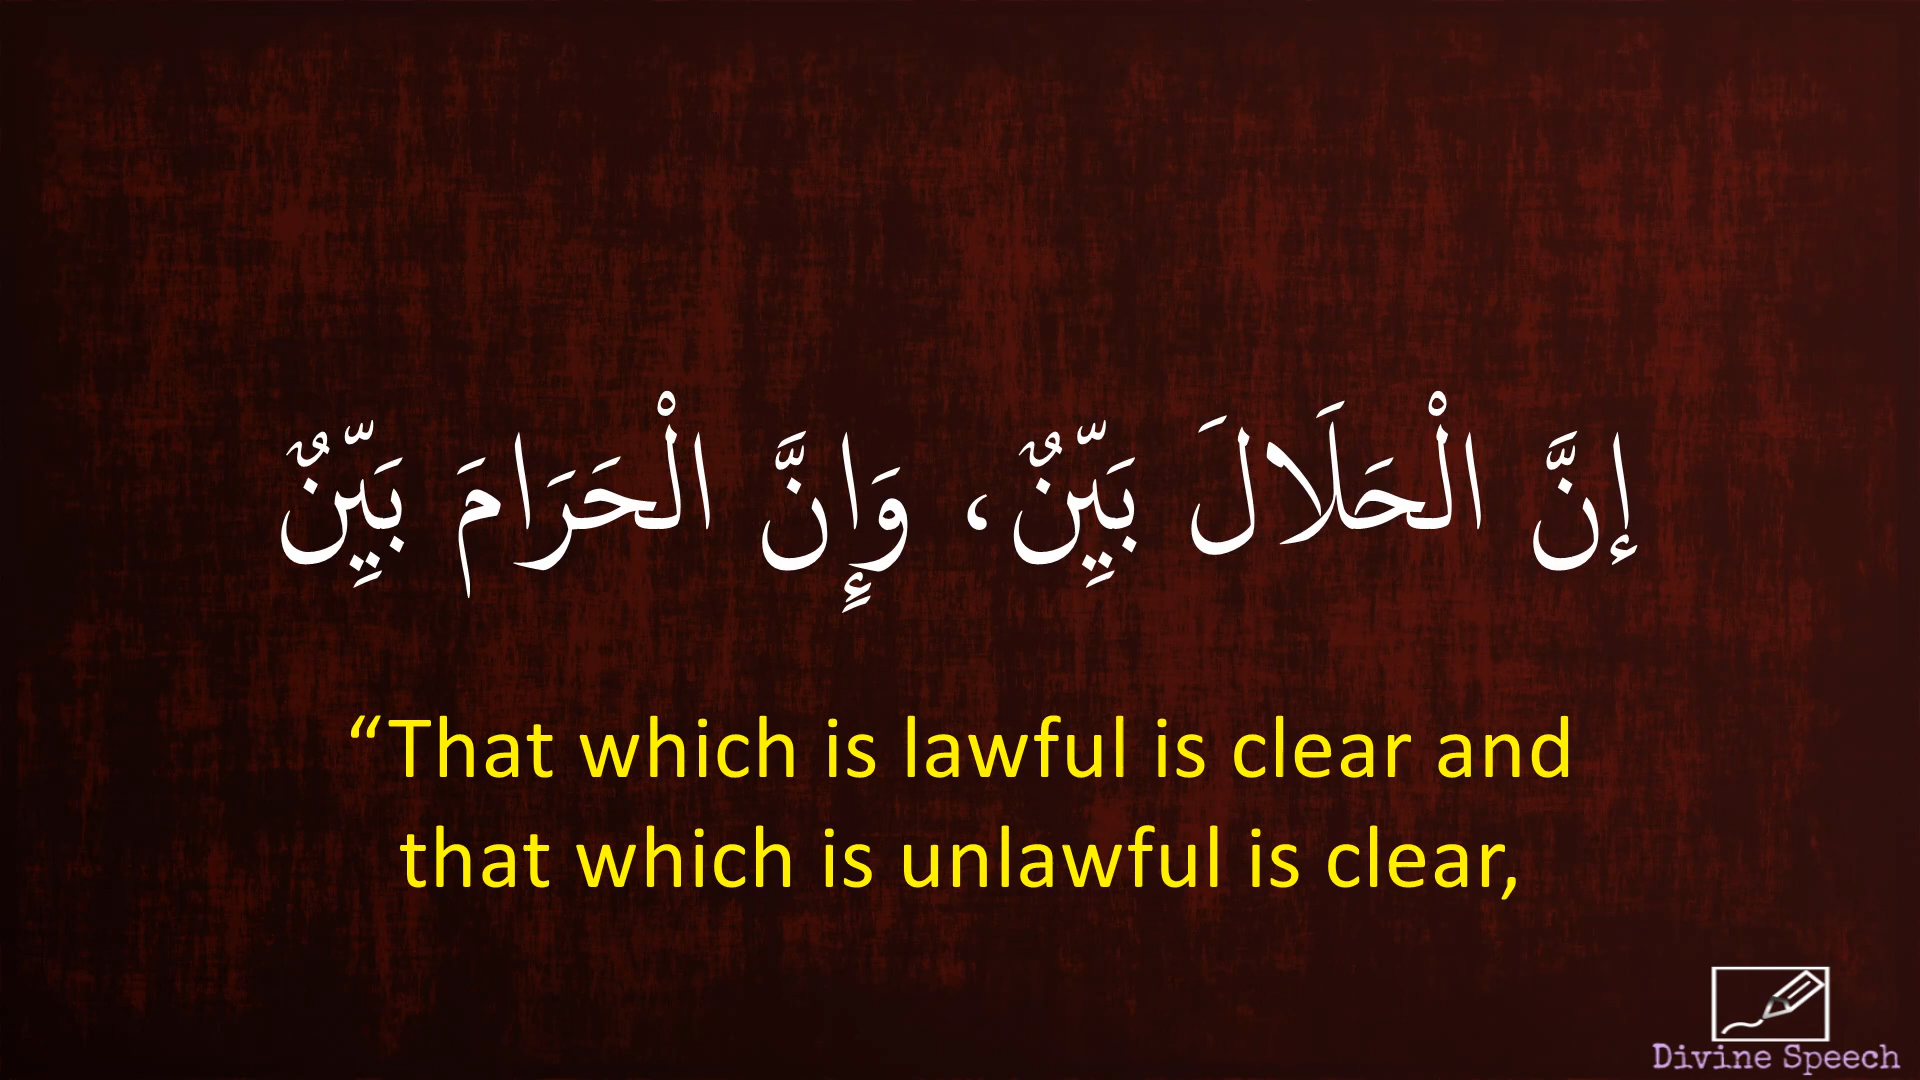 إنَّ الْحَلَالَ بَيِّنٌ، وَإِنَّ الْحَرَامَ بَيِّنٌ
“That which is lawful is clear and
that which is unlawful is clear,
Divine Speech